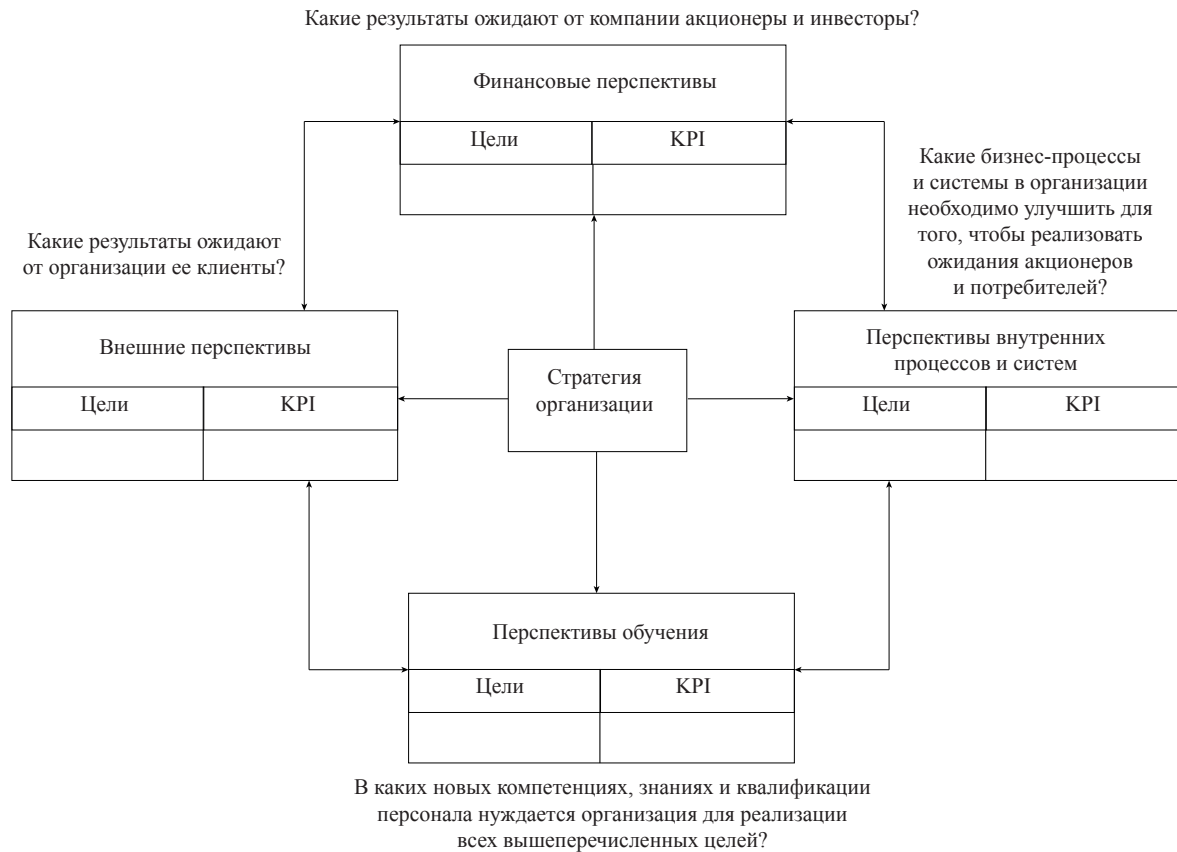 Какие результаты ожидают от компании акционеры и инвесторы?
Финансовые перспективы
Цели
KPI
Какие бизнес-процессы
и системы в организации
необходимо улучшить для
того, чтобы реализовать
ожидания акционеров
и потребителей?
Какие результаты ожидают
от организации ее клиенты?
Внешние перспективы
Цели
KPI
Стратегия
организации
Перспективы внутренних
процессов и систем
Цели
KPI
Перспективы обучения
Цели
KPI
В каких новых компетенциях, знаниях и квалификации
персонала нуждается организация для реализации
всех вышеперечисленных целей?